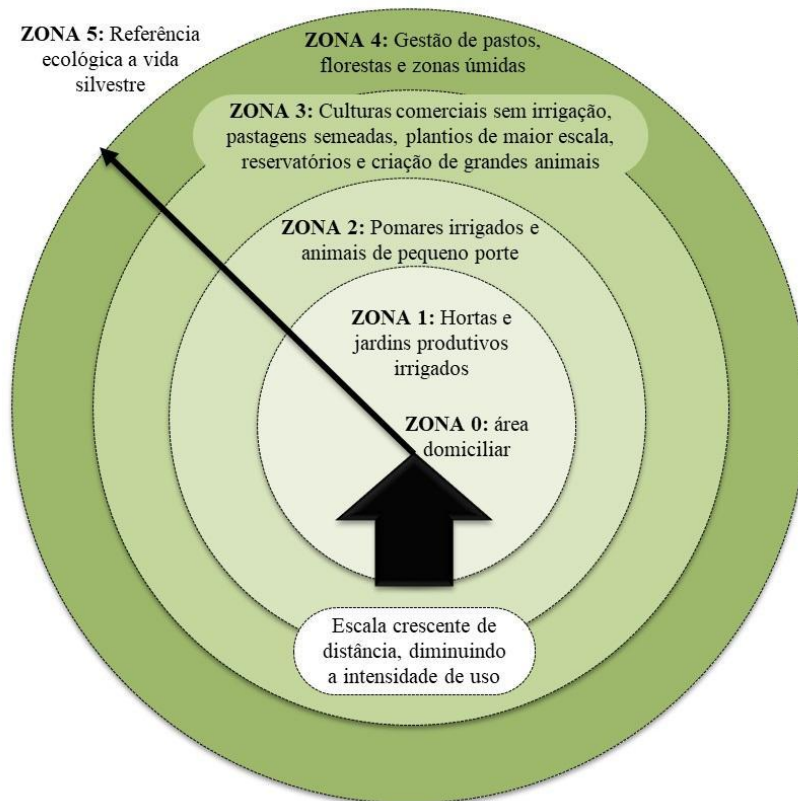 ZONA 5: Referência
ecológica a vida
silvestre
ZONA 4: Gestão de pastos,
florestas e zonas úmidas
ZONA 3: Culturas comerciais sem irrigação,
pastagens semeadas, plantios de maior escala,
reservatórios e criação de grandes animais
ZONA 2: Pomares irrigados e
animais de pequeno porte
ZONA 1: Hortas e
jardins produtivos
irrigados
ZONA 0: área
domiciliar
Escala crescente de
distância, diminuindo
a intensidade de uso